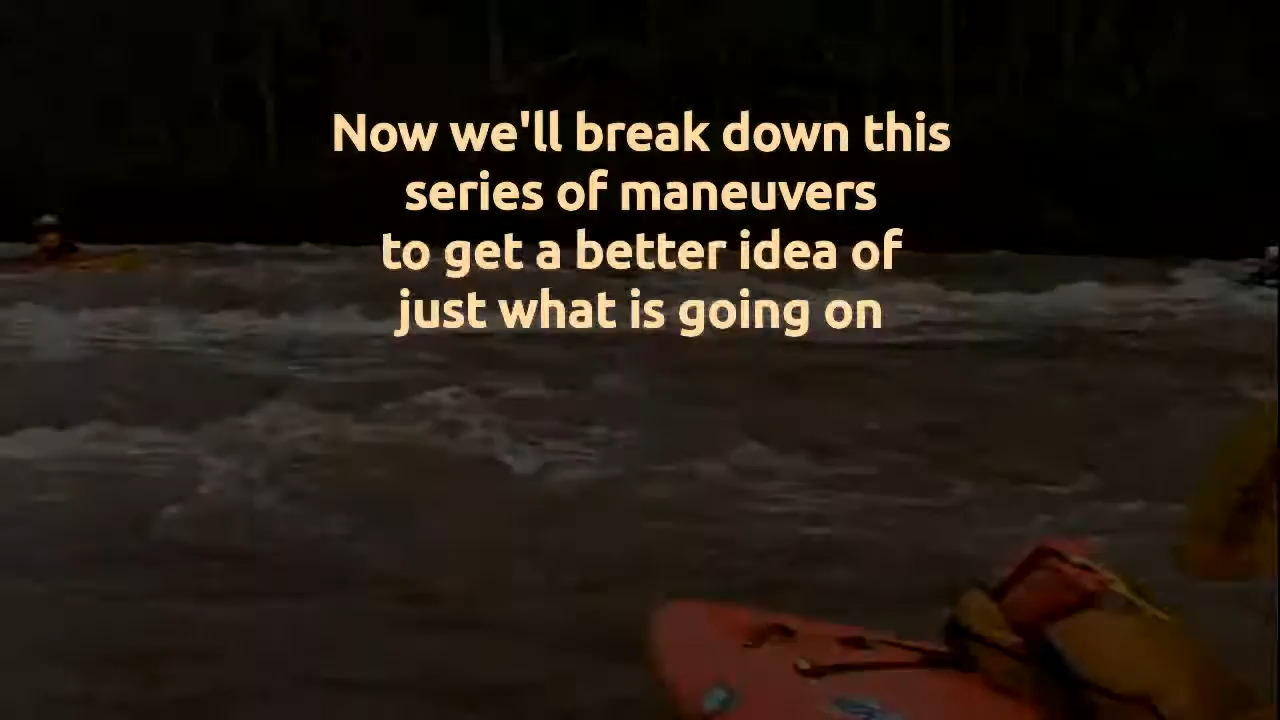 Now we'll break down this
series of maneuvers
to get a better idea of
just what is going on